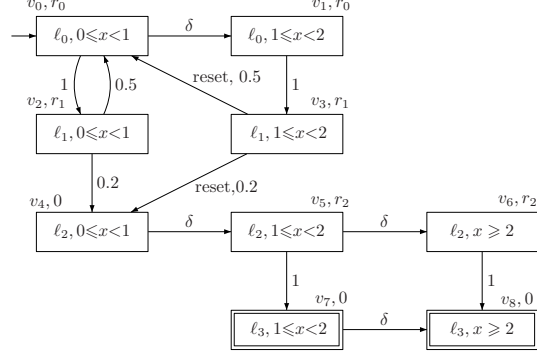 v₀, r₀
v₁, r₀
ℓ₀, 0⩽x<1
δ
ℓ₀, 1⩽x<2
1
0.5
reset, 0.5
1
v₂, r₁
v₃, r₁
ℓ₁, 0⩽x<1
ℓ₁, 1⩽x<2
0.2
reset,0.2
v₄, 0
v₅, r₂
v₆, r₂
ℓ₂, 0⩽x<1
δ
ℓ₂, 1⩽x<2
δ
ℓ₂, x ⩾ 2
1
1
v₇, 0
v₈, 0
ℓ₃, 1⩽x<2
δ
ℓ₃, x ⩾ 2